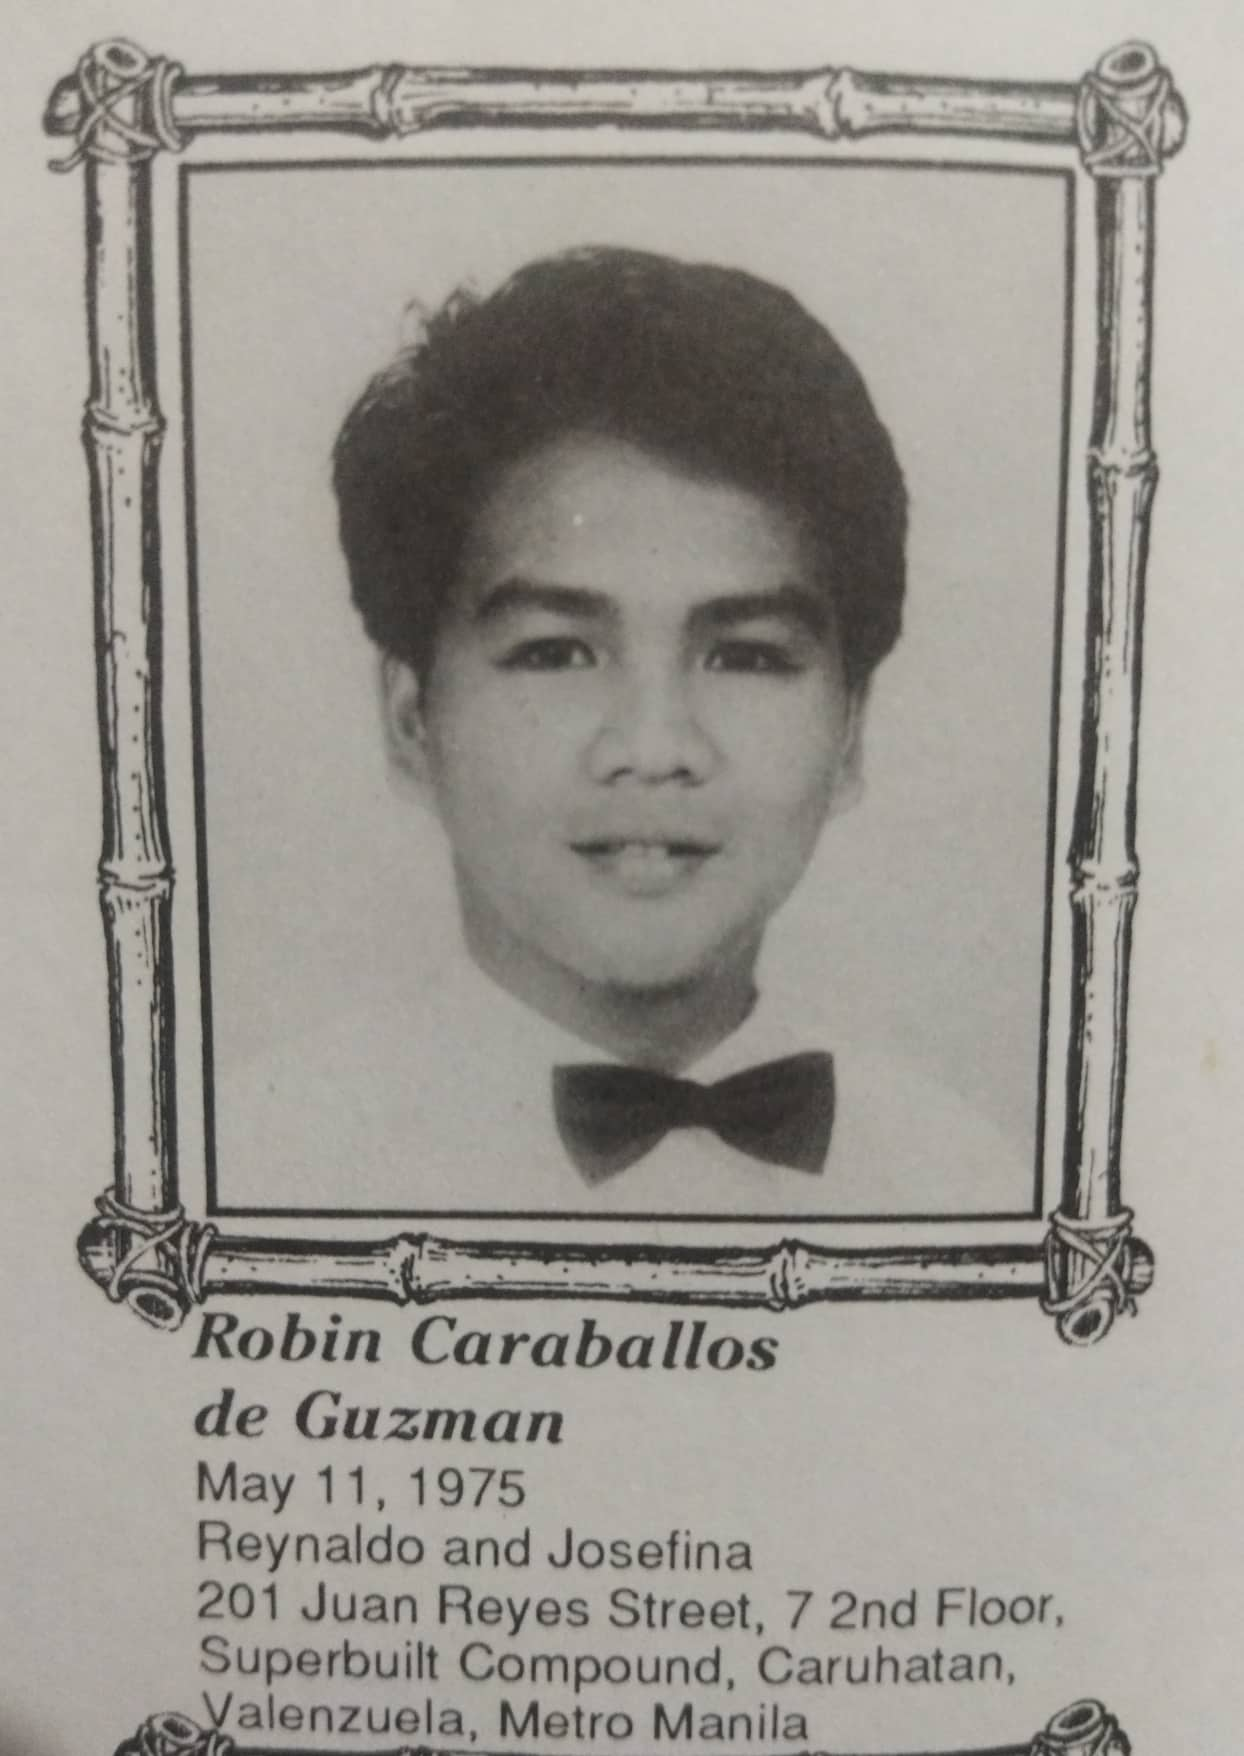 Robin Caraballos
de Guzman
May 11, 1975
Reynaldo and Josefina
201 Juan Reyes Street, 7 2nd Floor,
Superbuilt Compound, Caruhatan,
Valenzuela, Metro Manila